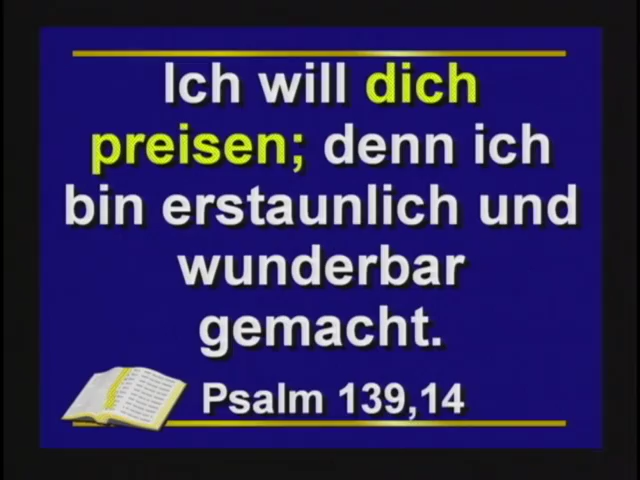 Ich will dich
preisen; denn ich
bin erstaunlich und
wunderbar
gemacht.
Psalm 139,14